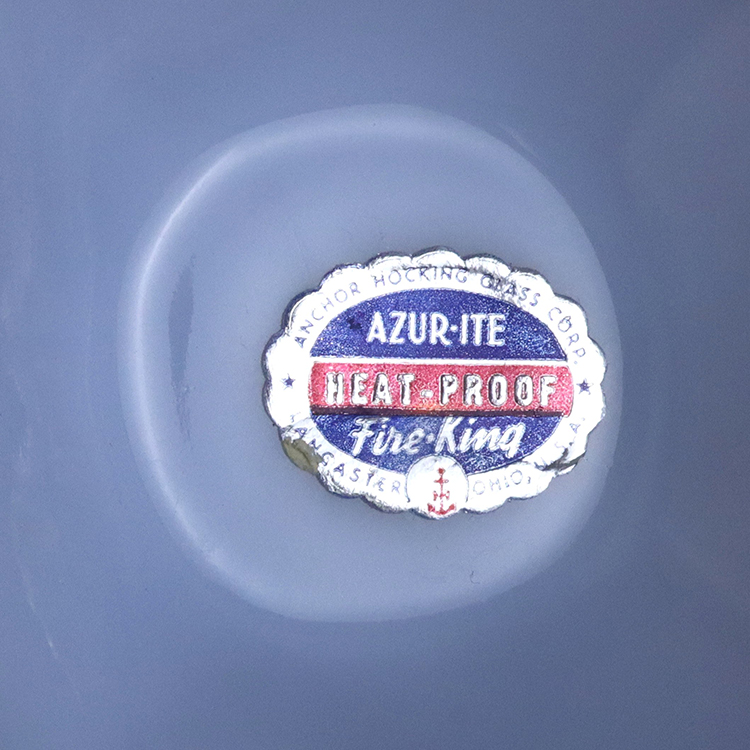 ANCHOR HOCKING GLASS CORP.
AZUR-ITE
HEAT-PROOF
Fire-King
LANCASTER OHIO,